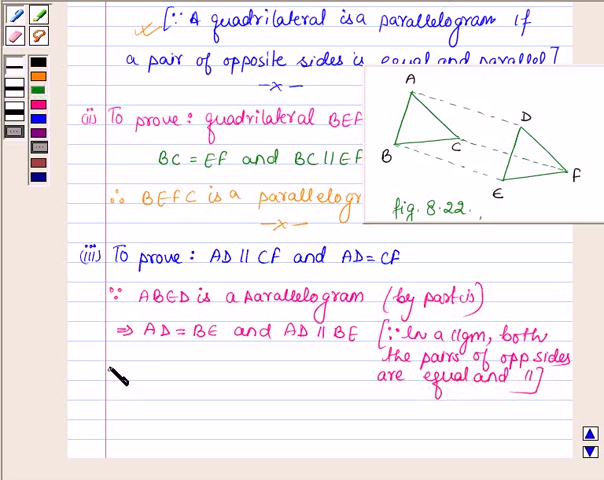 [∵ A quadrilateral is a parallelogram if
a pair of opposite sides is equal and parallel]
—x—
(ii) To prove: quadrilateral BEF
BC = EF and BC ∥ EF
∴ BEFC is a parallelogr
—x—
A
D
B
C
E
F
fig. 8.22.
(iii) To prove: AD ∥ CF and AD = CF
∵ ABED is a parallelogram (by part (i))
⇒ AD = BE and AD ∥ BE [∵ In a ∥gm, both
the pairs of opp sides
are equal and ∥]